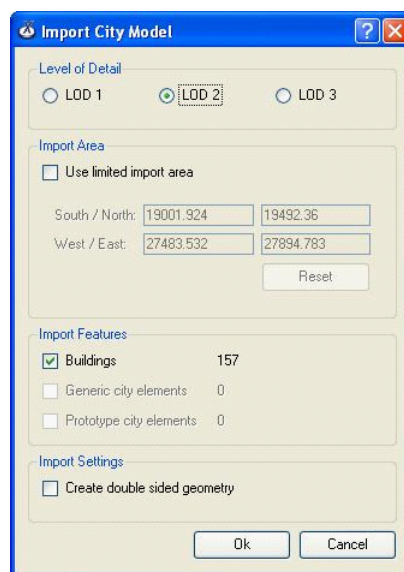 Import City Model
Level of Detail
LOD 1 LOD 2 LOD 3
Import Area
Use limited import area
South / North: 19001.924 19492.36
West / East: 27483.532 27894.783
Reset
Import Features
Buildings 157
Generic city elements 0
Prototype city elements 0
Import Settings
Create double sided geometry
Ok Cancel